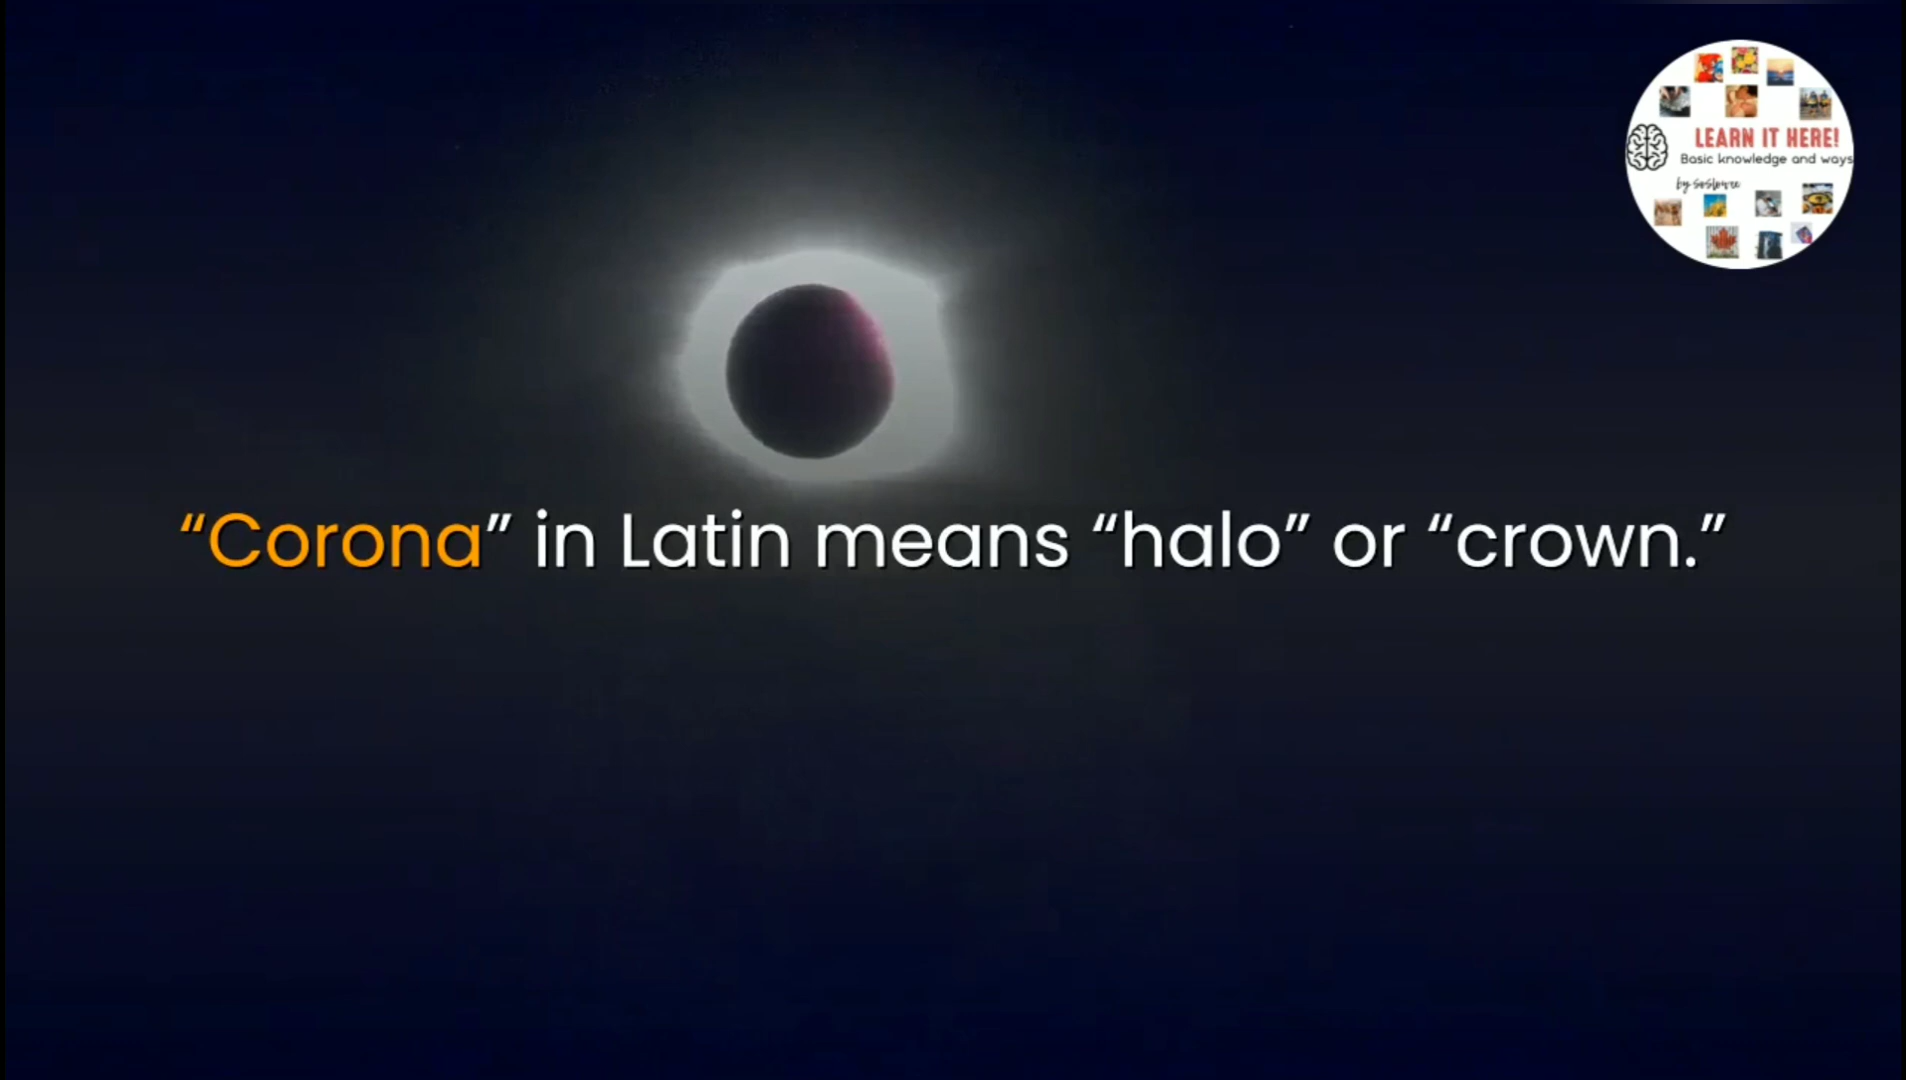 LEARN IT HERE!
Basic knowledge and ways
“Corona” in Latin means “halo” or “crown.”